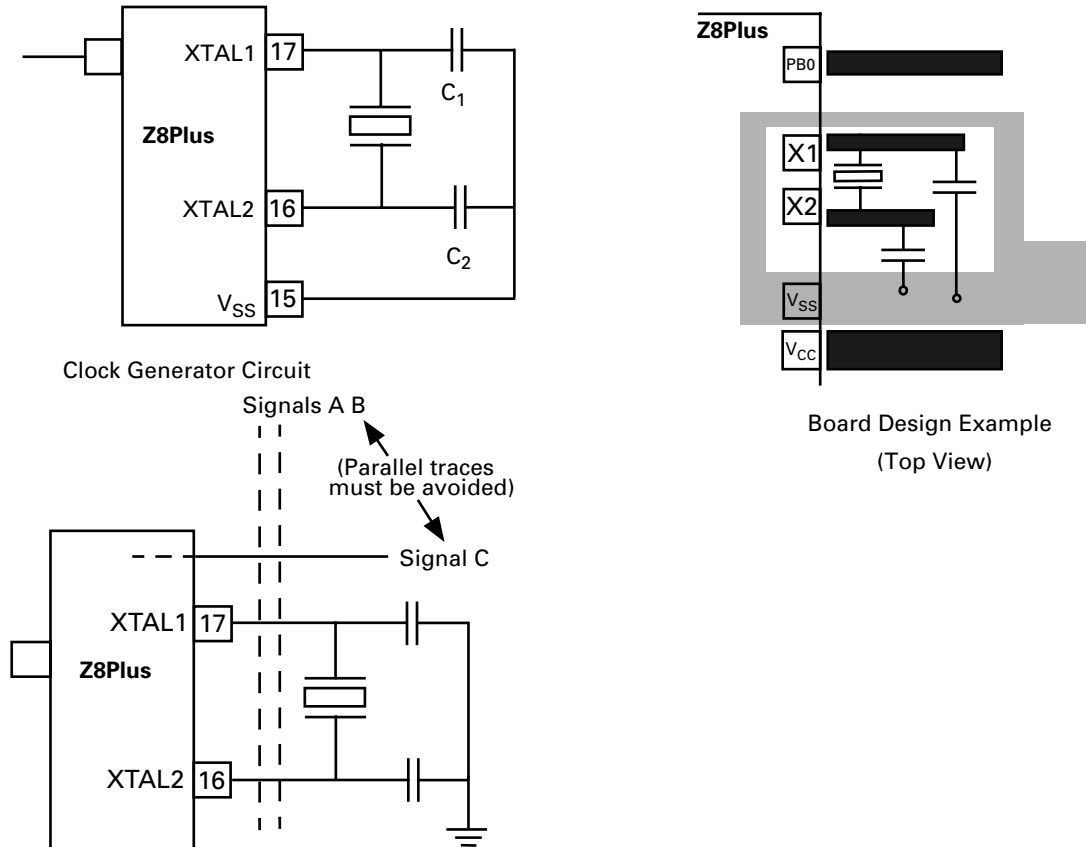 XTAL1 17
C1
Z8Plus
XTAL2 16
C2
VSS 15
Clock Generator Circuit
Z8Plus
PB0
X1
X2
VSS
VCC
Board Design Example
(Top View)
Signals A B
(Parallel traces
must be avoided)
Signal C
XTAL1 17
Z8Plus
XTAL2 16